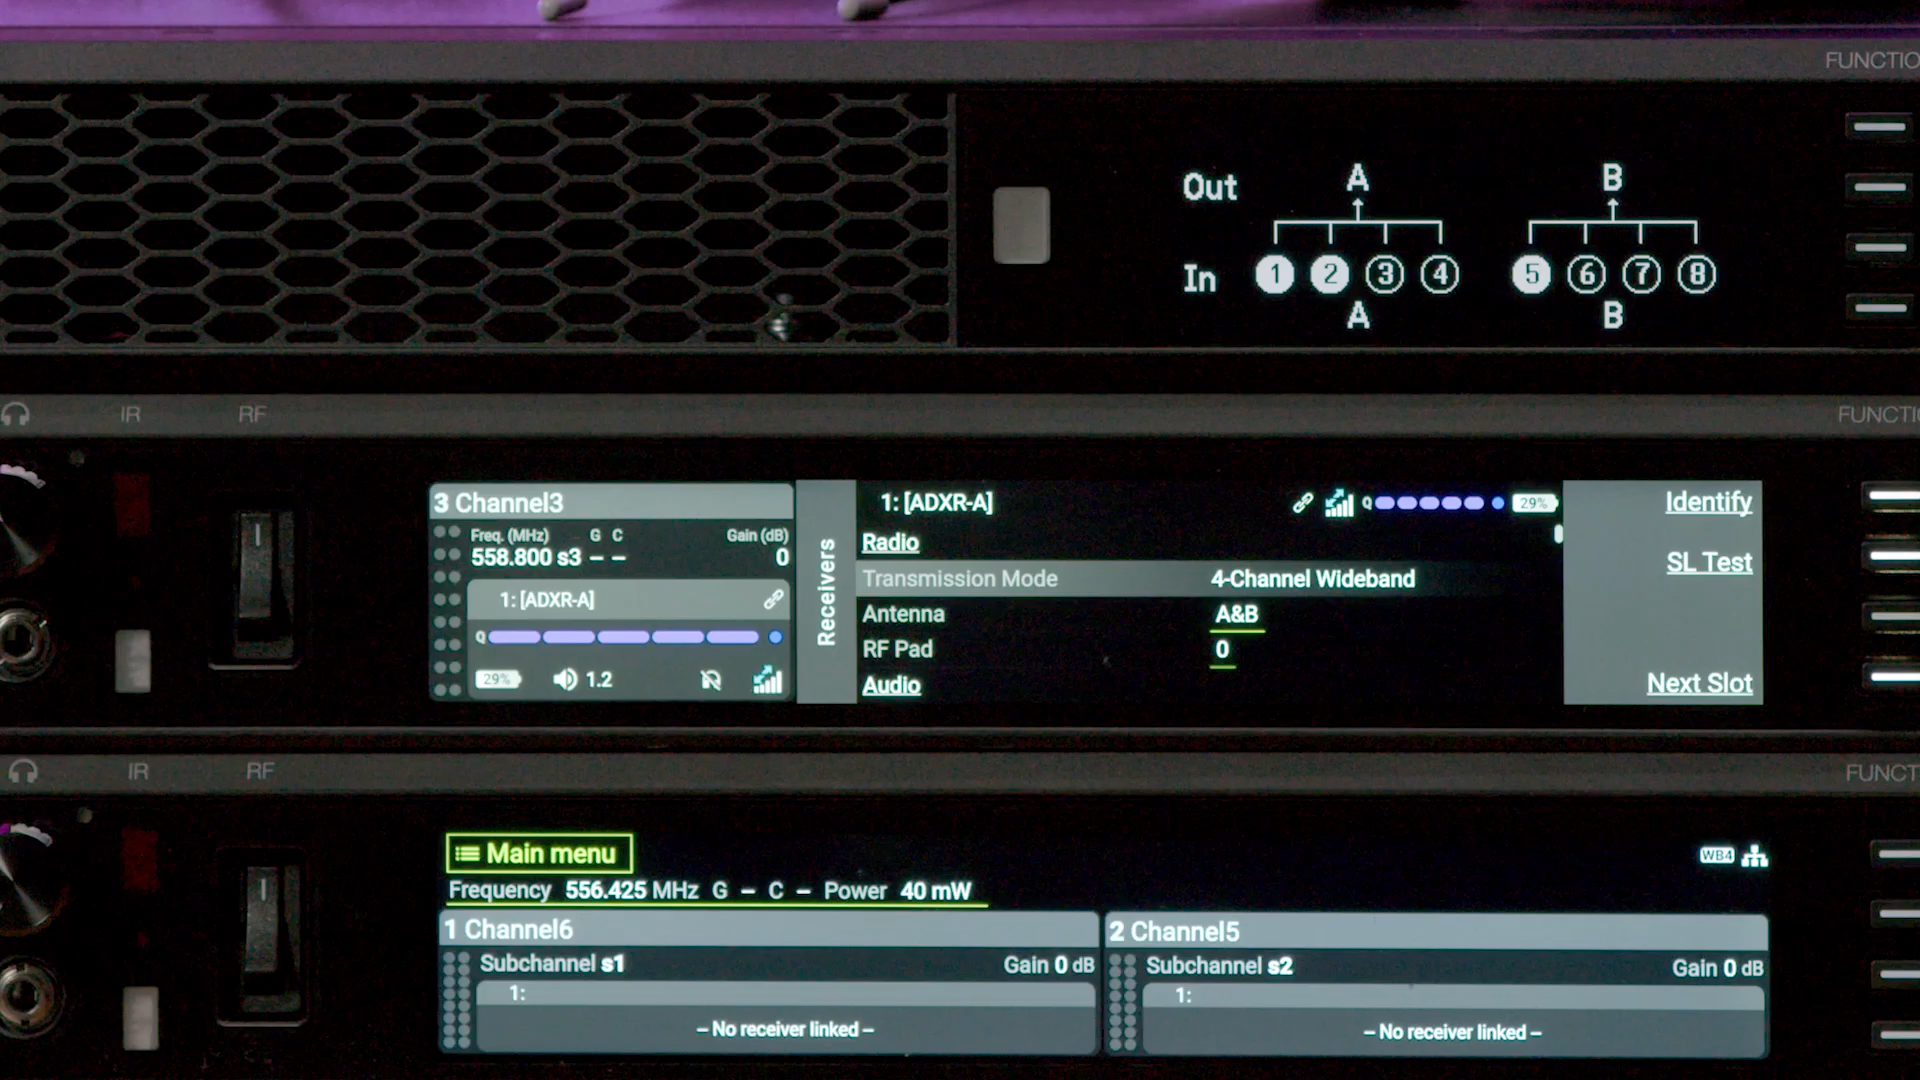 FUNCTIO
Out A B
In 1 2 3 4 5 6 7 8
A B
IR RF FUNCTI
3 Channel3
Freq. (MHz) G C Gain (dB)
558.800 s3 – – 0
1: [ADXR-A]
Q
29% 1.2
Receivers
1: [ADXR-A] Q 29%
Radio
Transmission Mode 4-Channel Wideband
Antenna A&B
RF Pad 0
Audio
Identify
SL Test
Next Slot
IR RF FUNCT
Main menu WB4
Frequency 556.425 MHz G – C – Power 40 mW
1 Channel6
Subchannel s1 Gain 0 dB
1:
– No receiver linked –
2 Channel5
Subchannel s2 Gain 0 dB
1:
– No receiver linked –